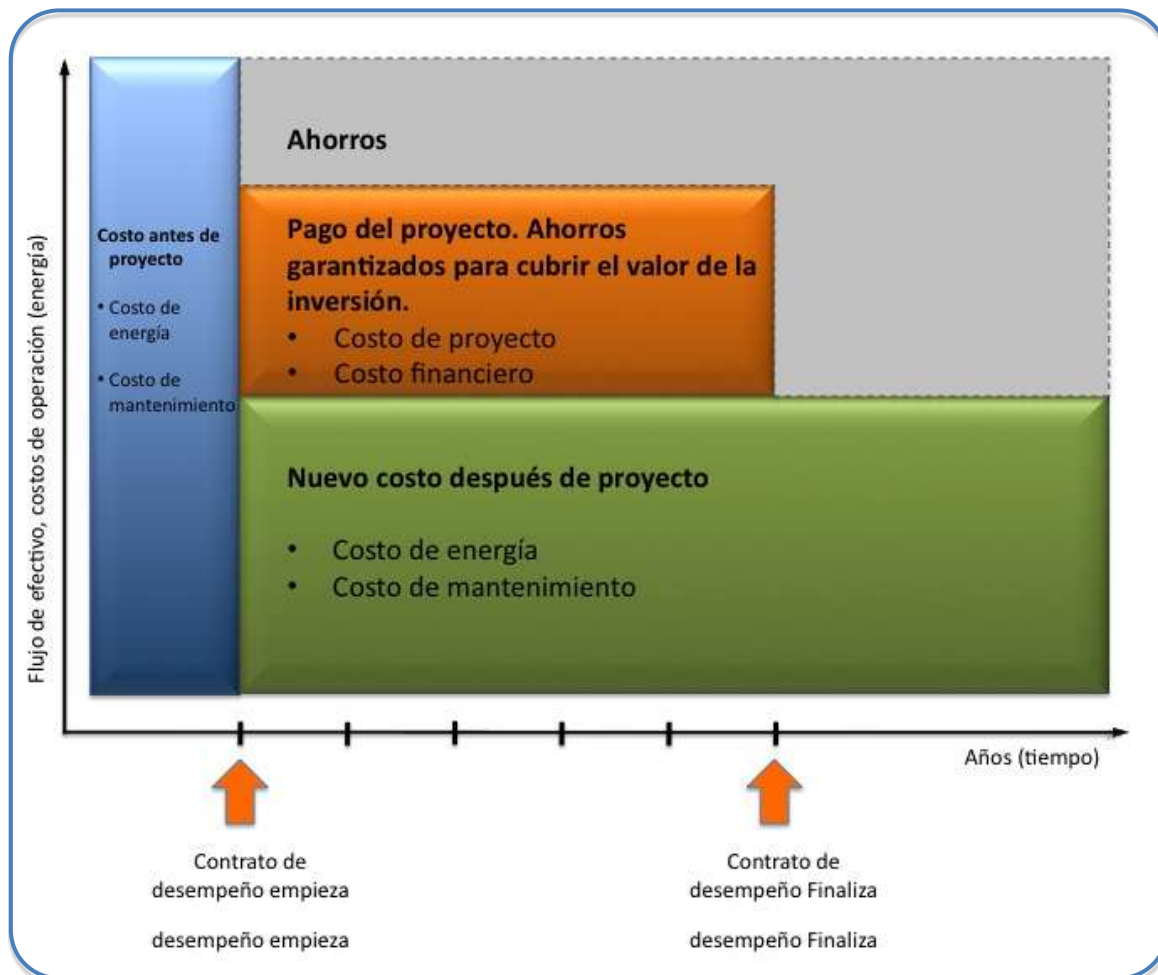 Flujo de efectivo, costos de operación (energía)
Costo antes de
proyecto
• Costo de
energía
• Costo de
mantenimiento
Ahorros
Pago del proyecto. Ahorros
garantizados para cubrir el valor de la
inversión.
• Costo de proyecto
• Costo financiero
Nuevo costo después de proyecto
• Costo de energía
• Costo de mantenimiento
Años (tiempo)
Contrato de
desempeño empieza
desempeño empieza
Contrato de
desempeño Finaliza
desempeño Finaliza